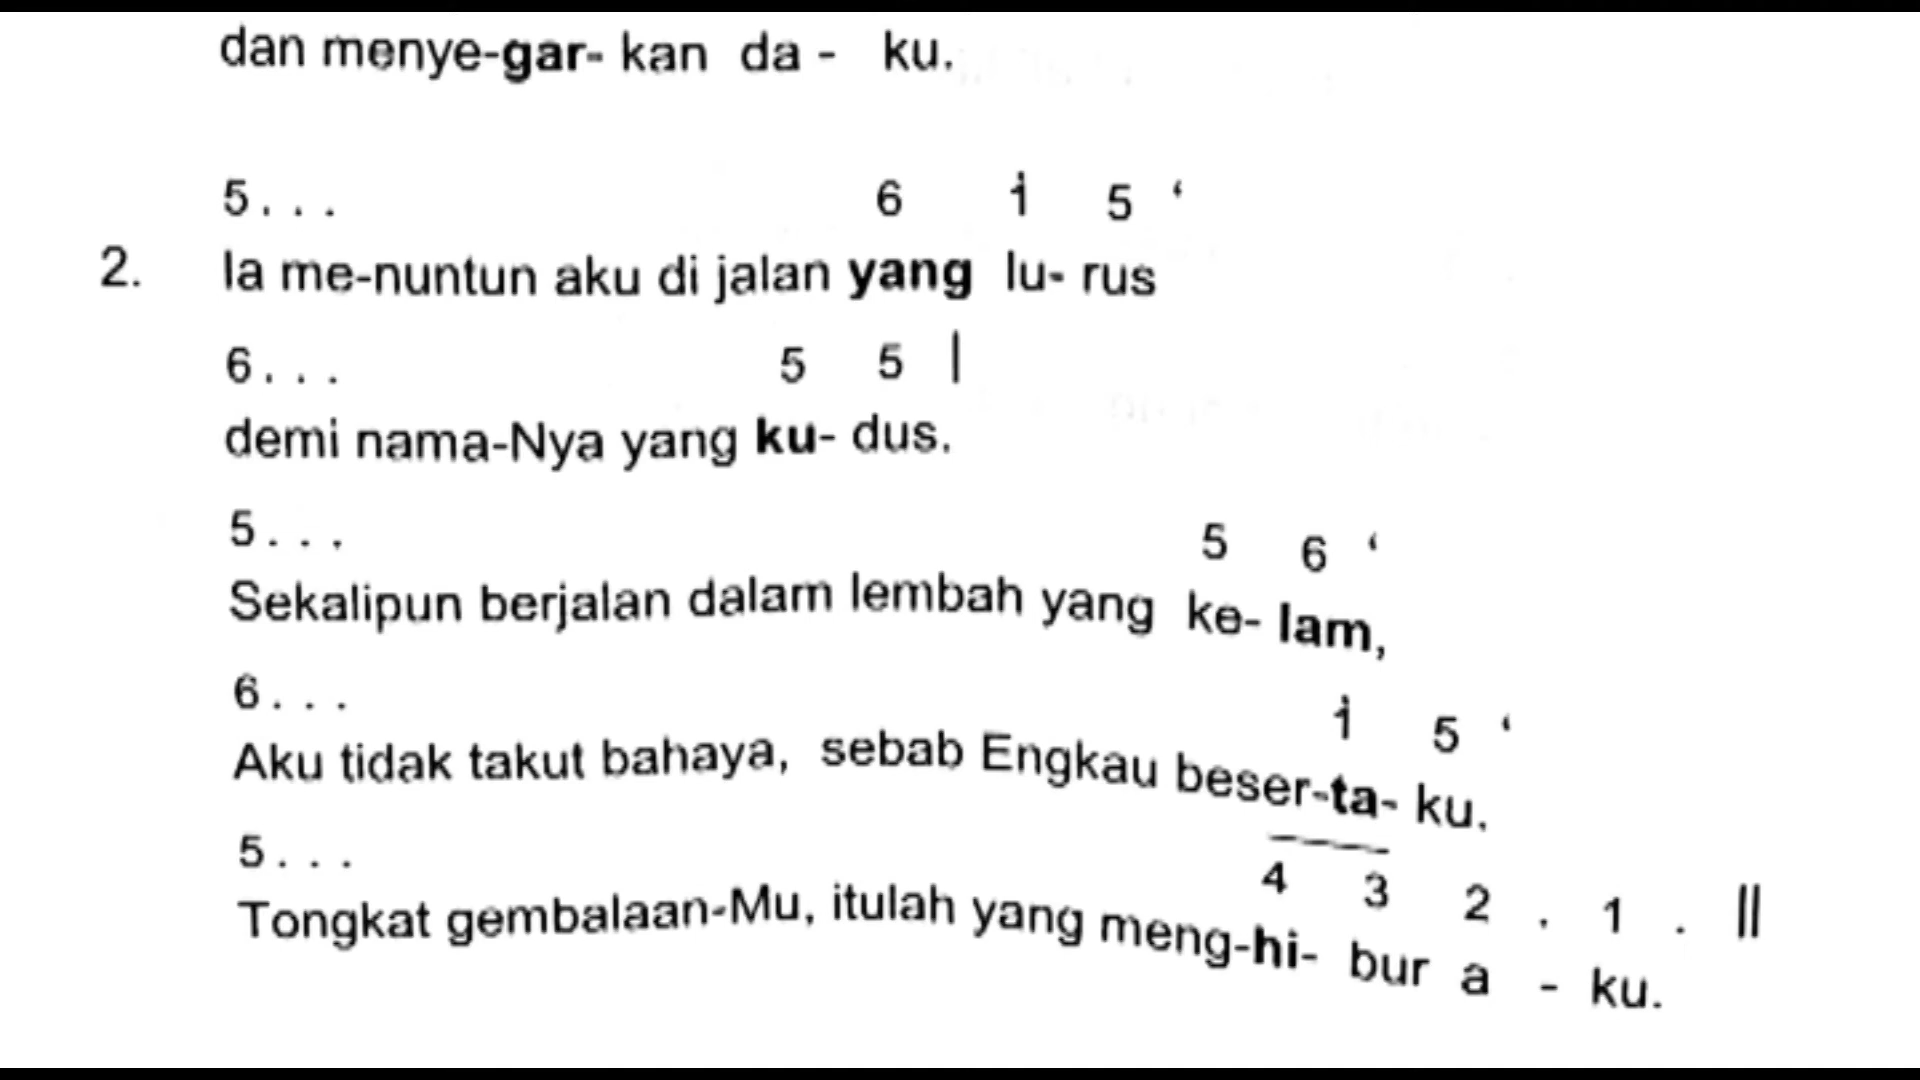 dan menye-gar- kan da - ku.
5 . . . 6 1̇ 5 ‘
2. Ia me-nuntun aku di jalan yang lu- rus
6 . . . 5 5 |
demi nama-Nya yang ku- dus.
5 . . . 5 6 ‘
Sekalipun berjalan dalam lembah yang ke- lam,
6 . . . 1̇ 5 ‘
Aku tidak takut bahaya, sebab Engkau beser-ta- ku.
5 . . . 4 3 2 . 1 . ||
Tongkat gembalaan-Mu, itulah yang meng-hi- bur a - ku.